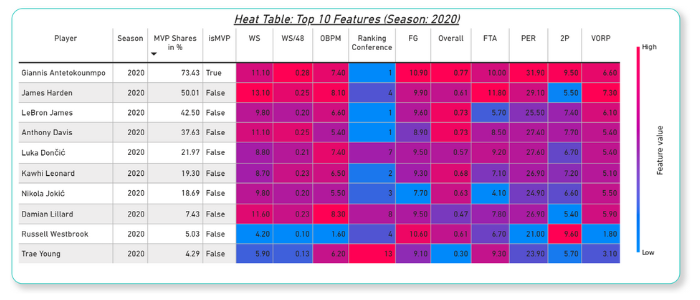 Heat Table: Top 10 Features (Season: 2020)
Player Season MVP Shares in % isMVP WS WS/48 OBPM Ranking Conference FG Overall FTA PER 2P VORP
Giannis Antetokounmpo 2020 73.43 True 11.10 0.28 7.40 1 10.90 0.77 10.00 31.90 9.50 6.60
James Harden 2020 50.01 False 13.10 0.25 8.10 4 9.90 0.61 11.80 29.10 5.50 7.30
LeBron James 2020 42.50 False 9.80 0.20 6.60 1 9.60 0.73 5.70 25.50 7.40 6.10
Anthony Davis 2020 37.63 False 11.10 0.25 5.40 1 8.90 0.73 8.50 27.40 7.70 5.40
Luka Dončić 2020 21.97 False 8.80 0.21 7.40 7 9.50 0.57 9.20 27.60 6.70 5.40
Kawhi Leonard 2020 19.30 False 8.70 0.23 6.50 2 9.30 0.68 7.10 26.90 7.20 5.10
Nikola Jokić 2020 18.69 False 9.80 0.20 5.50 3 7.70 0.63 4.10 24.90 6.60 5.50
Damian Lillard 2020 7.43 False 11.60 0.23 8.30 8 9.50 0.47 7.80 26.90 5.40 5.90
Russell Westbrook 2020 5.03 False 4.20 0.10 1.60 4 10.60 0.61 6.70 21.00 9.60 1.80
Trae Young 2020 4.29 False 5.90 0.13 6.20 13 9.10 0.30 9.30 23.90 5.70 3.10
High
Feature value
Low